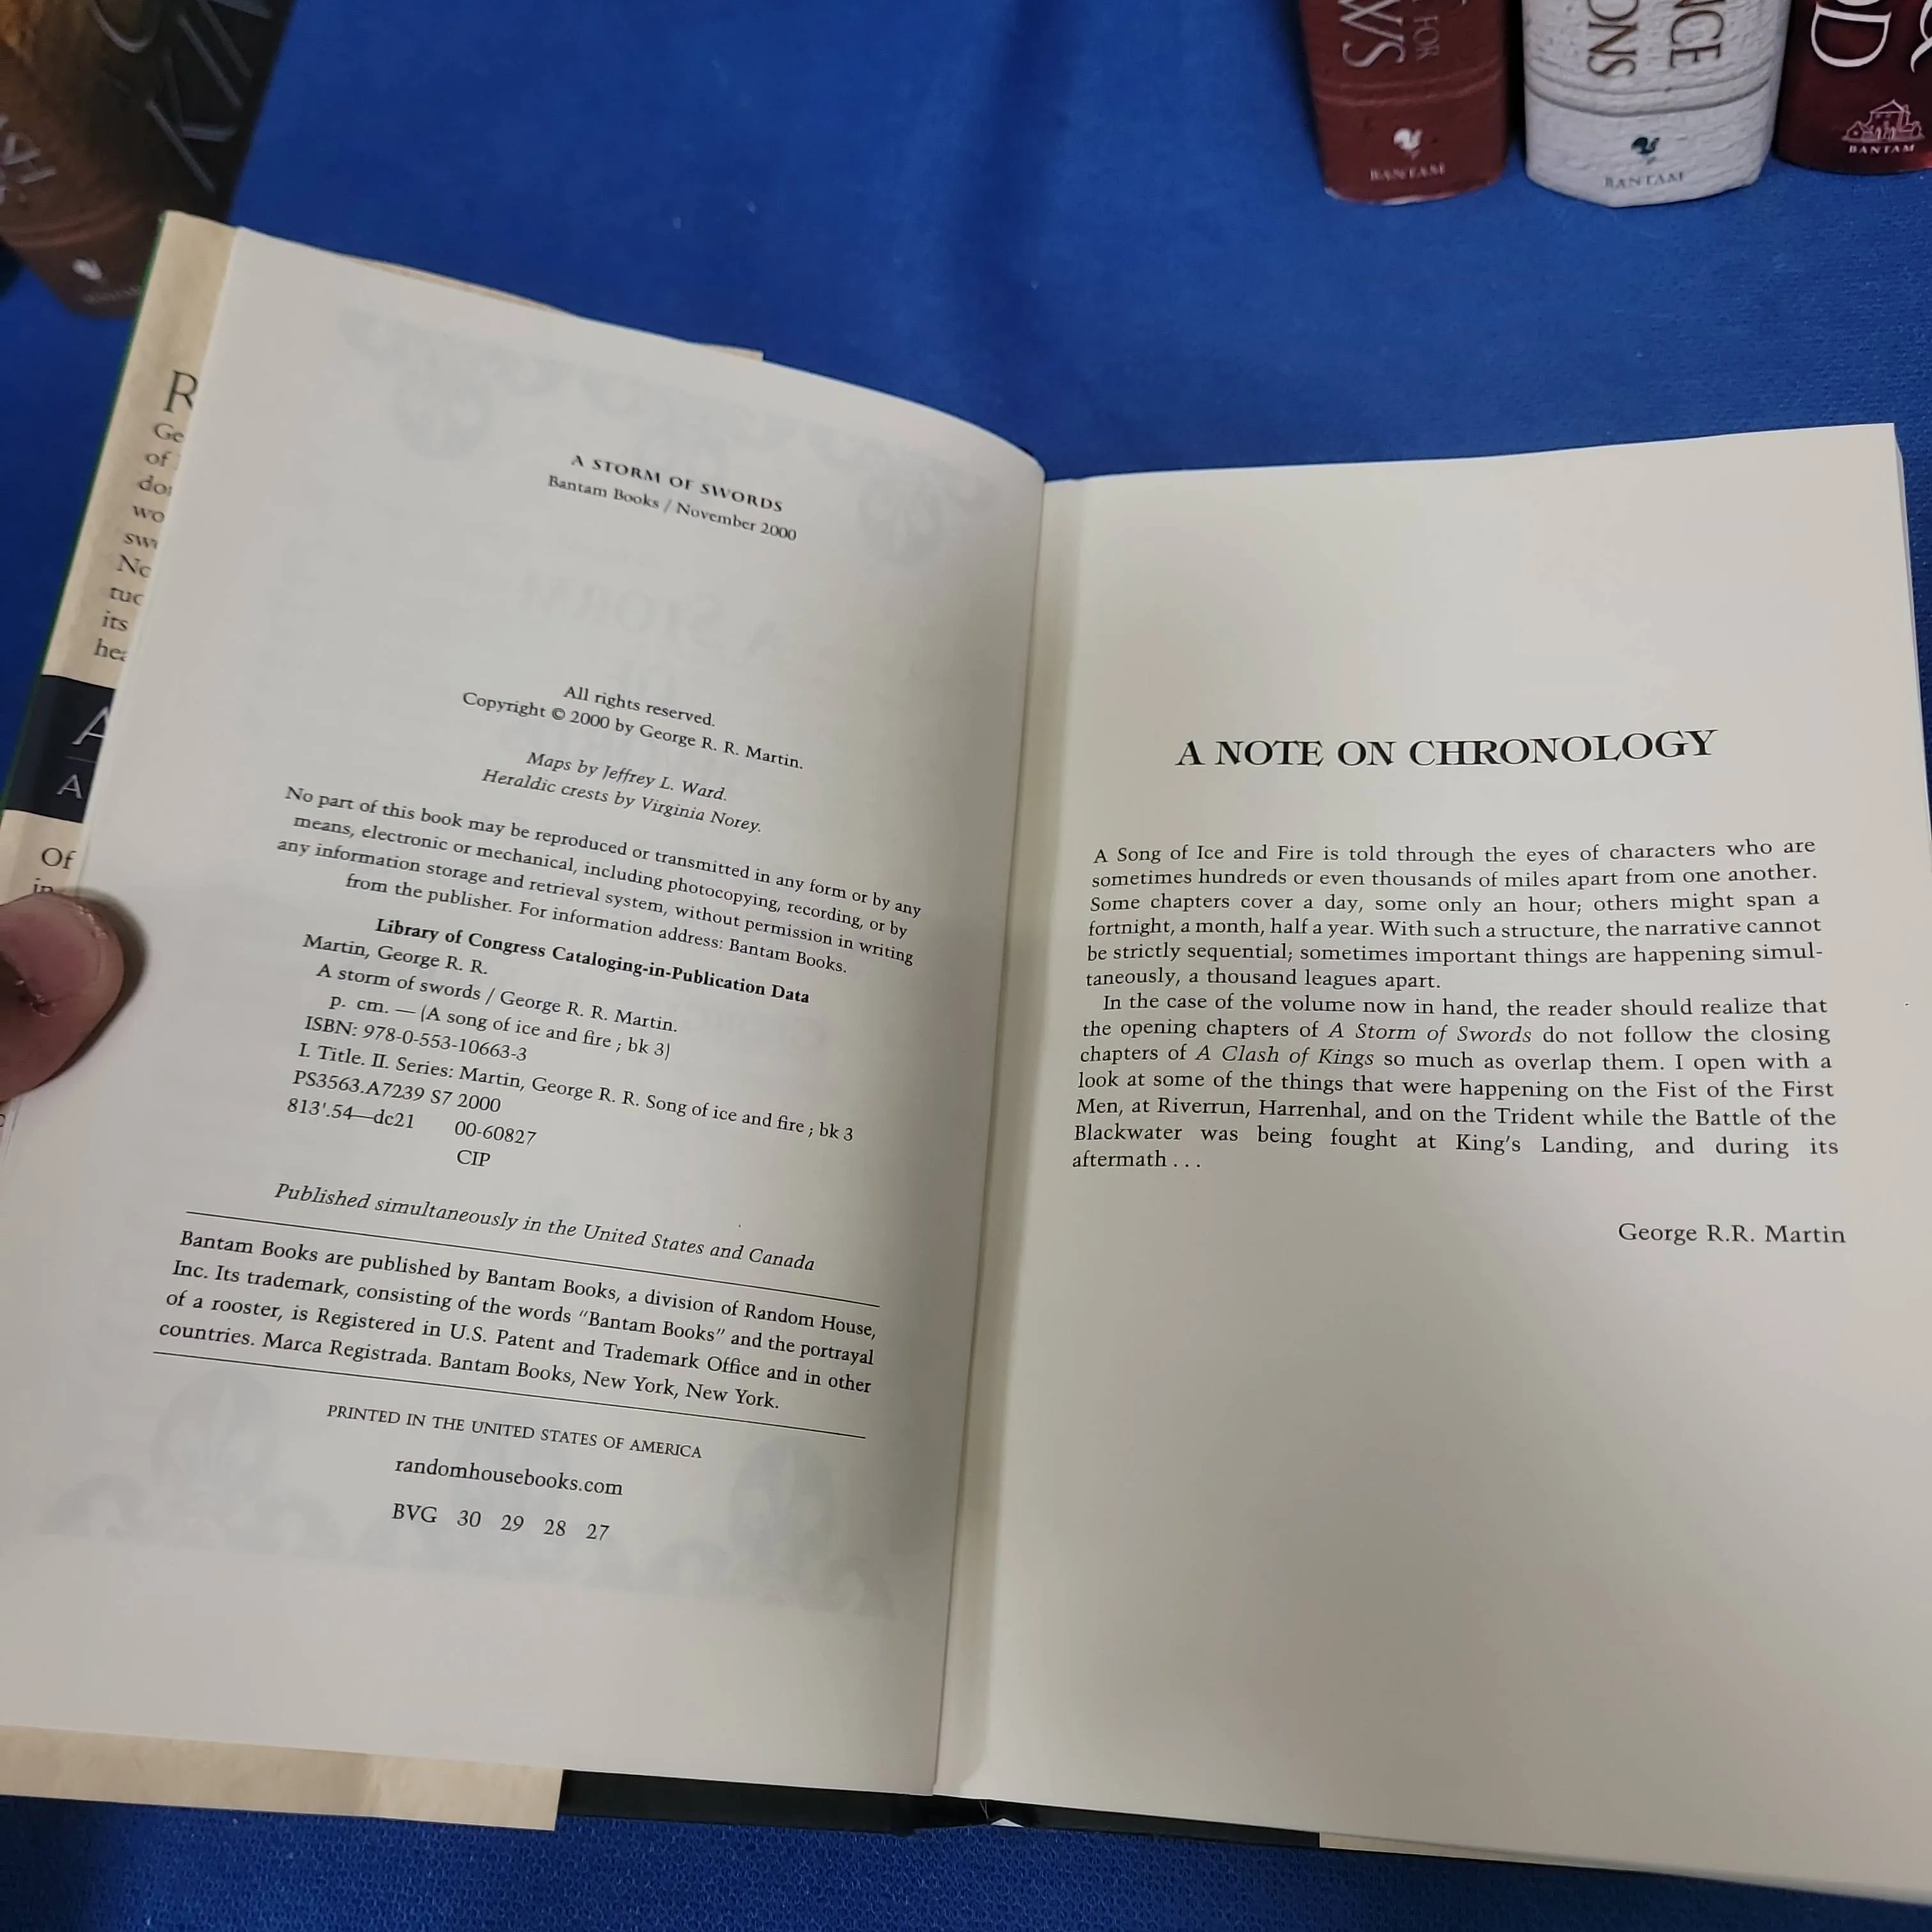 KIN
FOR
WS
NCE
ONS
OD
BANTAM
BANTAM
BANTAM
R
Ge
of
do
wo
sw
No
tuc
its
hea
A
A
Of
in
A STORM OF SWORDS
Bantam Books / November 2000
All rights reserved.
Copyright © 2000 by George R. R. Martin.
Maps by Jeffrey L. Ward.
Heraldic crests by Virginia Norey.
No part of this book may be reproduced or transmitted in any form or by any
means, electronic or mechanical, including photocopying, recording, or by
any information storage and retrieval system, without permission in writing
from the publisher. For information address: Bantam Books.
Library of Congress Cataloging-in-Publication Data
Martin, George R. R.
A storm of swords / George R. R. Martin.
p. cm. — (A song of ice and fire ; bk 3)
ISBN: 978-0-553-10663-3
I. Title. II. Series: Martin, George R. R. Song of ice and fire ; bk 3
PS3563.A7239 S7 2000
813'.54—dc21 00-60827
CIP
Published simultaneously in the United States and Canada
Bantam Books are published by Bantam Books, a division of Random House,
Inc. Its trademark, consisting of the words "Bantam Books" and the portrayal
of a rooster, is Registered in U.S. Patent and Trademark Office and in other
countries. Marca Registrada. Bantam Books, New York, New York.
PRINTED IN THE UNITED STATES OF AMERICA
randomhousebooks.com
BVG 30 29 28 27
A NOTE ON CHRONOLOGY
A Song of Ice and Fire is told through the eyes of characters who are
sometimes hundreds or even thousands of miles apart from one another.
Some chapters cover a day, some only an hour; others might span a
fortnight, a month, half a year. With such a structure, the narrative cannot
be strictly sequential; sometimes important things are happening simul-
taneously, a thousand leagues apart.
In the case of the volume now in hand, the reader should realize that
the opening chapters of A Storm of Swords do not follow the closing
chapters of A Clash of Kings so much as overlap them. I open with a
look at some of the things that were happening on the Fist of the First
Men, at Riverrun, Harrenhal, and on the Trident while the Battle of the
Blackwater was being fought at King's Landing, and during its
aftermath . . .
George R.R. Martin